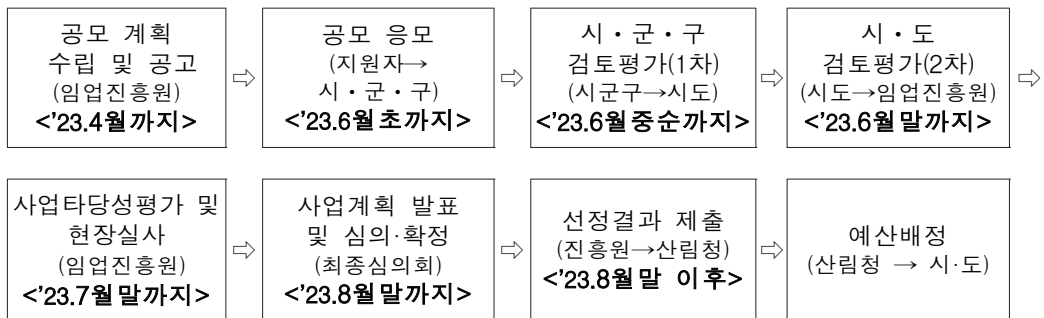 공모 계획
수립 및 공고
(임업진흥원)
<'23.4월까지>
⇨
공모 응모
(지원자→
시・군・구)
<'23.6월초까지>
⇨
시・군・구
검토평가(1차)
(시군구→시도)
<'23.6월중순까지>
⇨
시・도
검토평가(2차)
(시도→임업진흥원)
<'23.6월말까지>
⇨
사업타당성평가 및
현장실사
(임업진흥원)
<'23.7월말까지>
⇨
사업계획 발표
및 심의·확정
(최종심의회)
<'23.8월말까지>
⇨
선정결과 제출
(진흥원→산림청)
<'23.8월말 이후>
⇨
예산배정
(산림청 → 시·도)